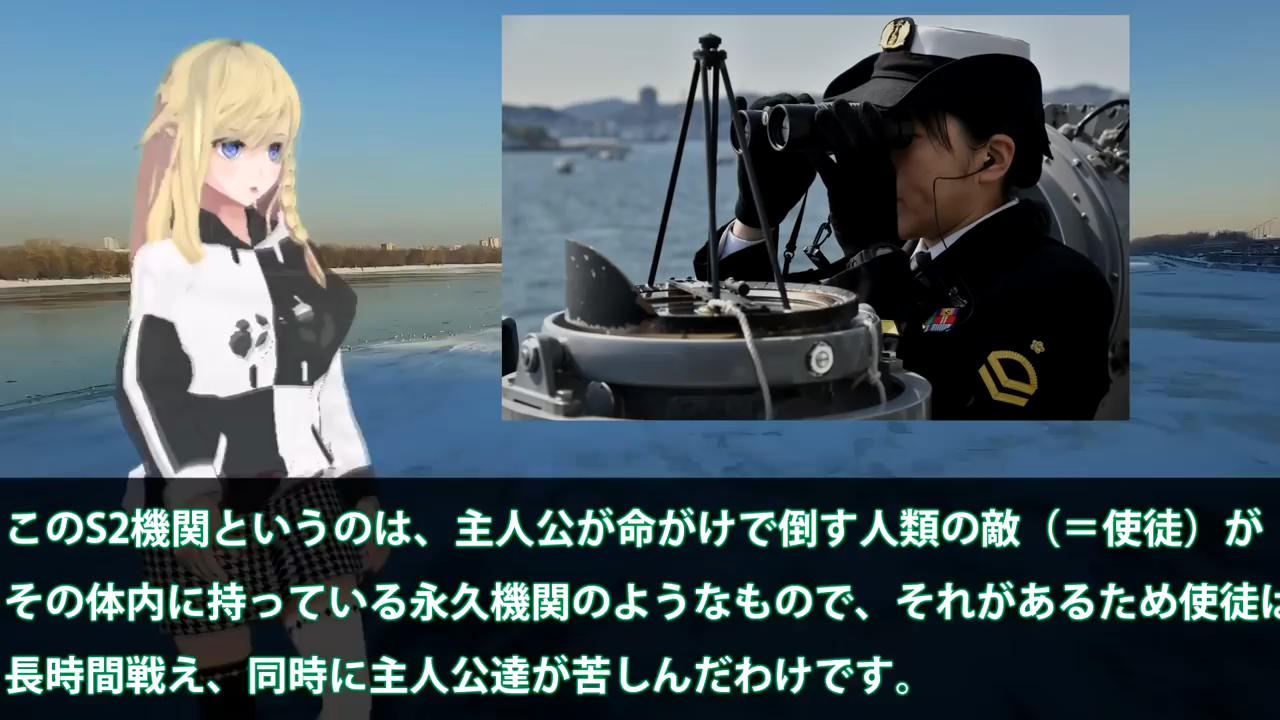 このS2機関というのは、主人公が命がけで倒す人類の敵（＝使徒）が
その体内に持っている永久機関のようなもので、それがあるため使徒は
長時間戦え、同時に主人公達が苦しんだわけです。